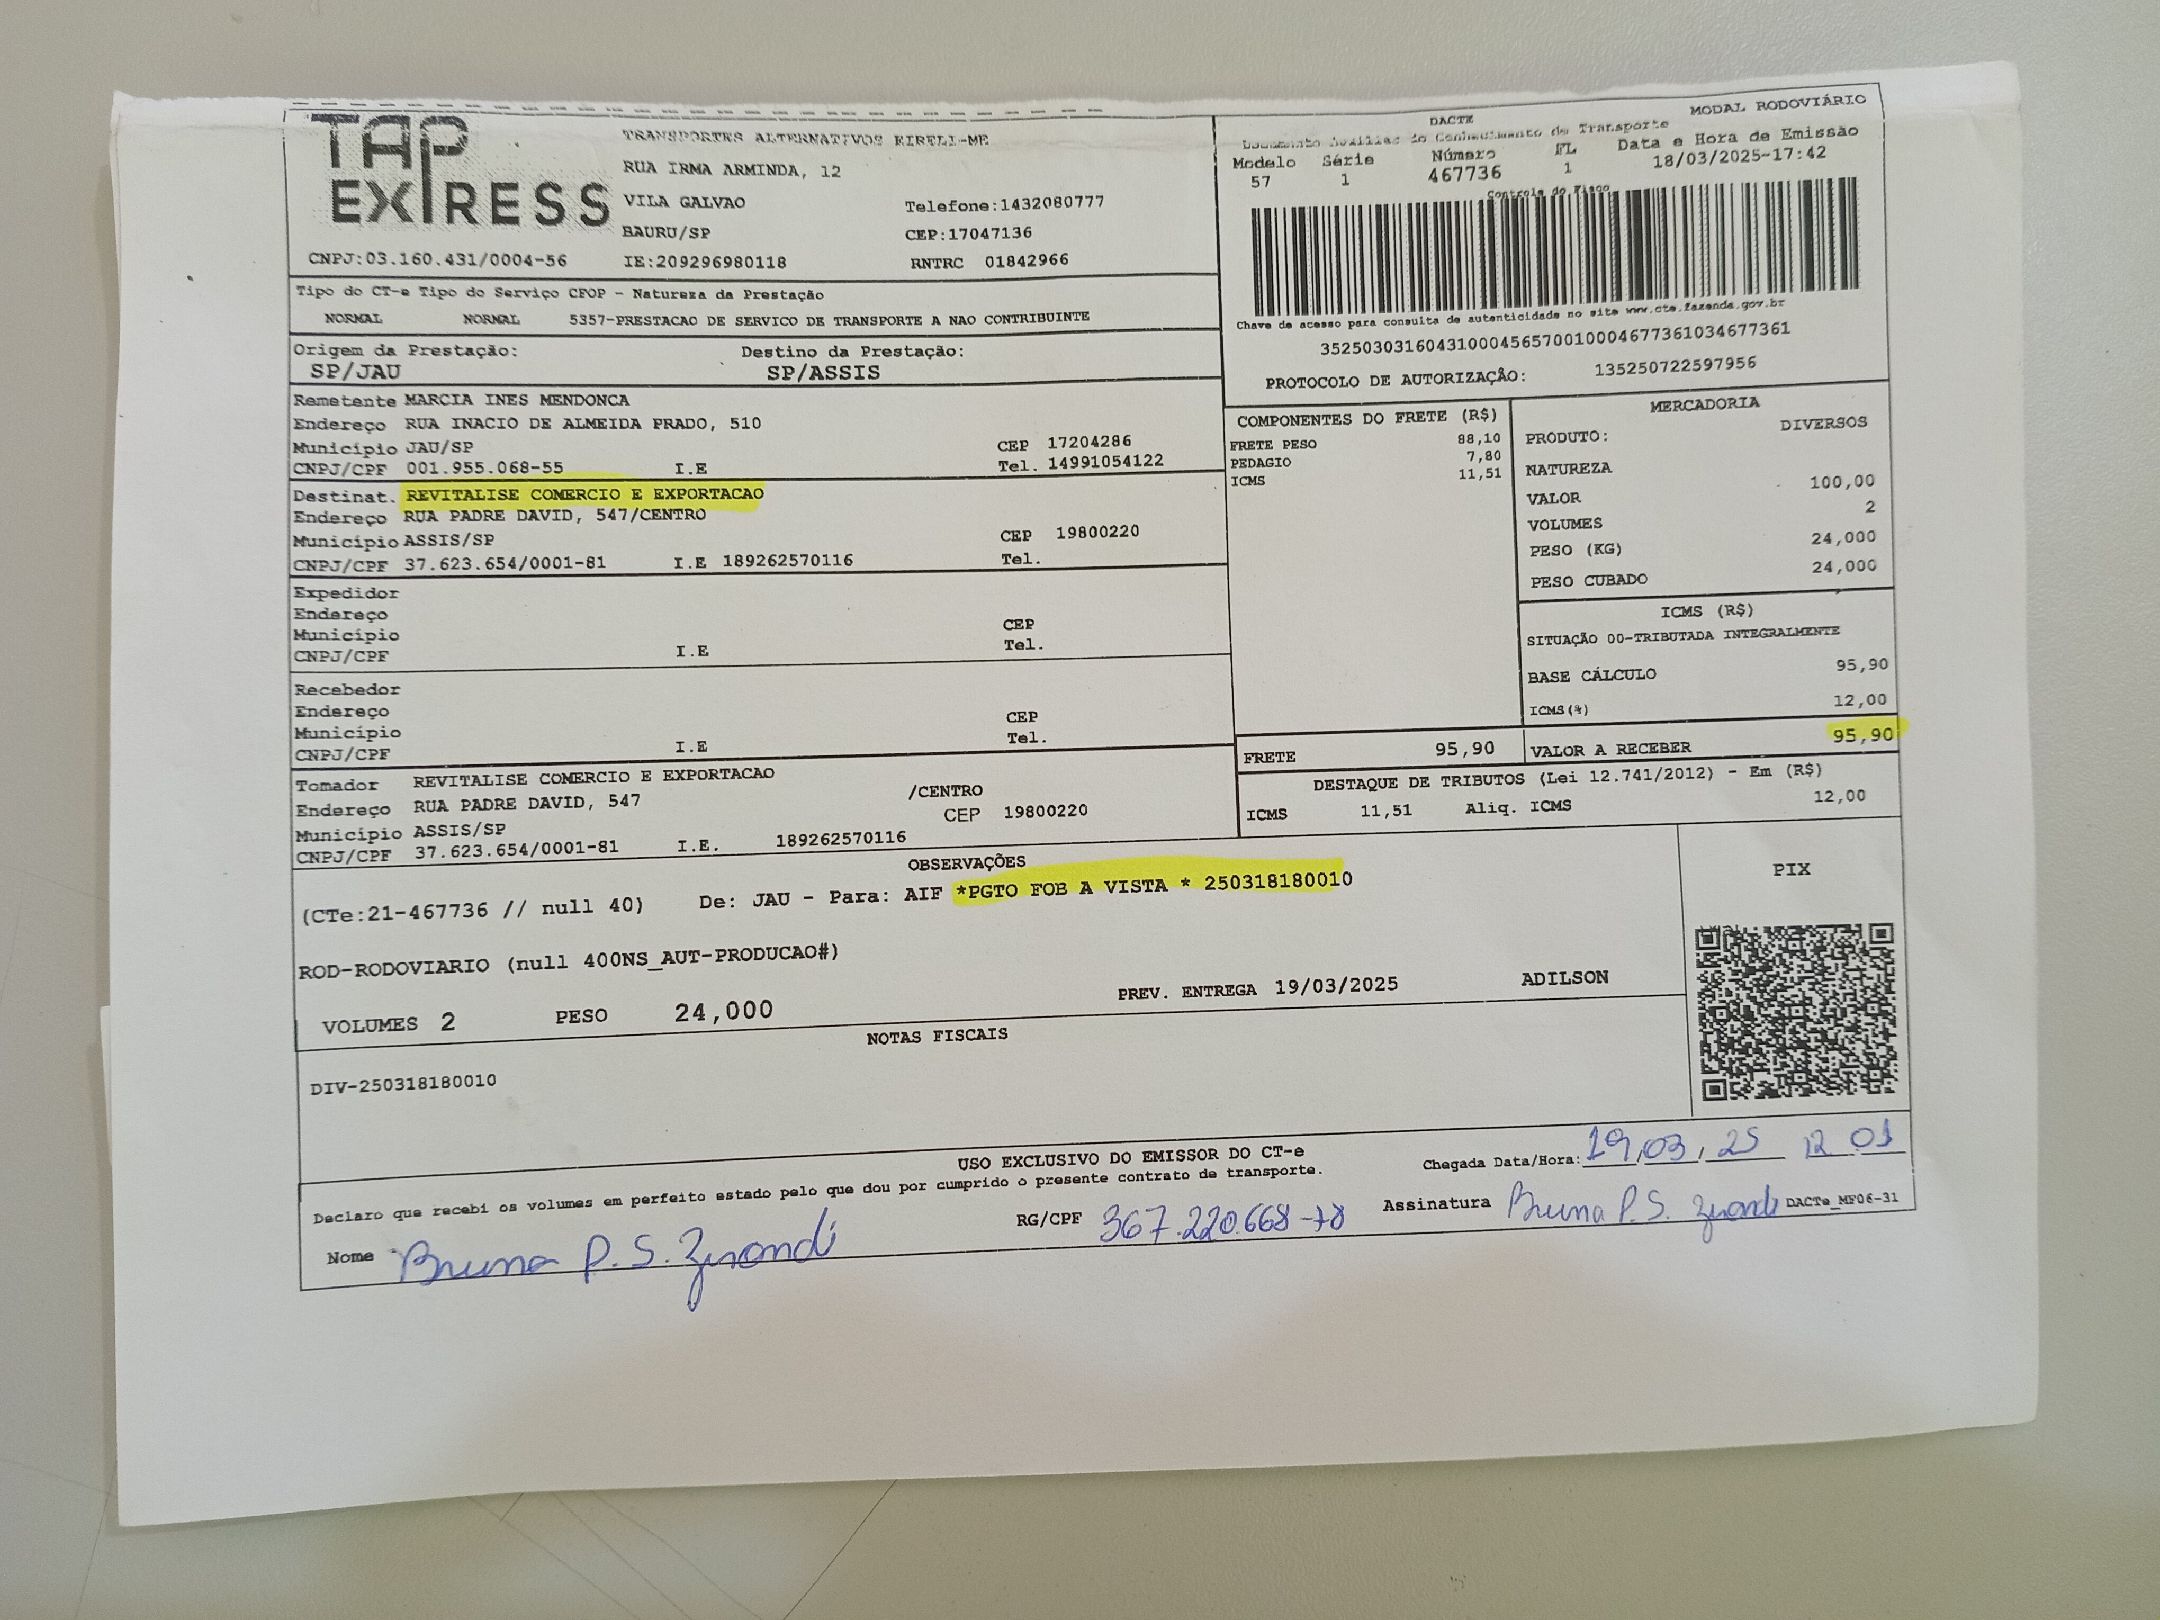 TAP EXPRESS
TRANSPORTES ALTERNATIVOS EIRELI-ME
RUA IRMA ARMINDA, 12
VILA GALVAO Telefone:1432080777
BAURU/SP CEP:17047136
CNPJ:03.160.431/0004-56 IE:209296980118 RNTRC 01842966
DACTE MODAL RODOVIÁRIO
Documento Auxiliar do Conhecimento de Transporte
Modelo Série Número FL Data e Hora de Emissão
57 1 467736 1 18/03/2025-17:42
Controle do Fisco
Chave de acesso para consulta de autenticidade no site www.cte.fazenda.gov.br
35250303160431000456570010004677361034677361
PROTOCOLO DE AUTORIZAÇÃO: 135250722597956
Tipo do CT-e Tipo do Serviço CFOP - Natureza da Prestação
NORMAL NORMAL 5357-PRESTACAO DE SERVICO DE TRANSPORTE A NAO CONTRIBUINTE
Origem da Prestação: Destino da Prestação:
SP/JAU SP/ASSIS
Remetente MARCIA INES MENDONCA
Endereço RUA INACIO DE ALMEIDA PRADO, 510
Município JAU/SP CEP 17204286
CNPJ/CPF 001.955.068-55 I.E Tel. 14991054122
Destinat. REVITALISE COMERCIO E EXPORTACAO
Endereço RUA PADRE DAVID, 547/CENTRO
Município ASSIS/SP CEP 19800220
CNPJ/CPF 37.623.654/0001-81 I.E 189262570116 Tel.
Expedidor
Endereço
Município CEP
CNPJ/CPF I.E Tel.
Recebedor
Endereço
Município CEP
CNPJ/CPF I.E Tel.
Tomador REVITALISE COMERCIO E EXPORTACAO
Endereço RUA PADRE DAVID, 547 /CENTRO
Município ASSIS/SP CEP 19800220
CNPJ/CPF 37.623.654/0001-81 I.E. 189262570116
COMPONENTES DO FRETE (R$)
FRETE PESO 88,10
PEDAGIO 7,80
ICMS 11,51
MERCADORIA
PRODUTO: DIVERSOS
NATUREZA
VALOR 100,00
VOLUMES 2
PESO (KG) 24,000
PESO CUBADO 24,000
ICMS (R$)
SITUAÇÃO 00-TRIBUTADA INTEGRALMENTE
BASE CÁLCULO 95,90
ICMS(%) 12,00
FRETE 95,90 VALOR A RECEBER 95,90
DESTAQUE DE TRIBUTOS (Lei 12.741/2012) - Em (R$)
ICMS 11,51 Aliq. ICMS 12,00
OBSERVAÇÕES
(CTe:21-467736 // null 40) De: JAU - Para: AIF *PGTO FOB A VISTA * 250318180010
ROD-RODOVIARIO (null 400NS_AUT-PRODUCAO#)
VOLUMES 2 PESO 24,000 PREV. ENTREGA 19/03/2025 ADILSON
PIX
NOTAS FISCAIS
DIV-250318180010
USO EXCLUSIVO DO EMISSOR DO CT-e
Declaro que recebi os volumes em perfeito estado pelo que dou por cumprido o presente contrato de transporte.
Chegada Data/Hora: 19,03,25 12 01
Nome Bruna P. S. Zirondi
RG/CPF 367.220.668-78
Assinatura Bruna P. S. Zirondi DACTe_MF06-31